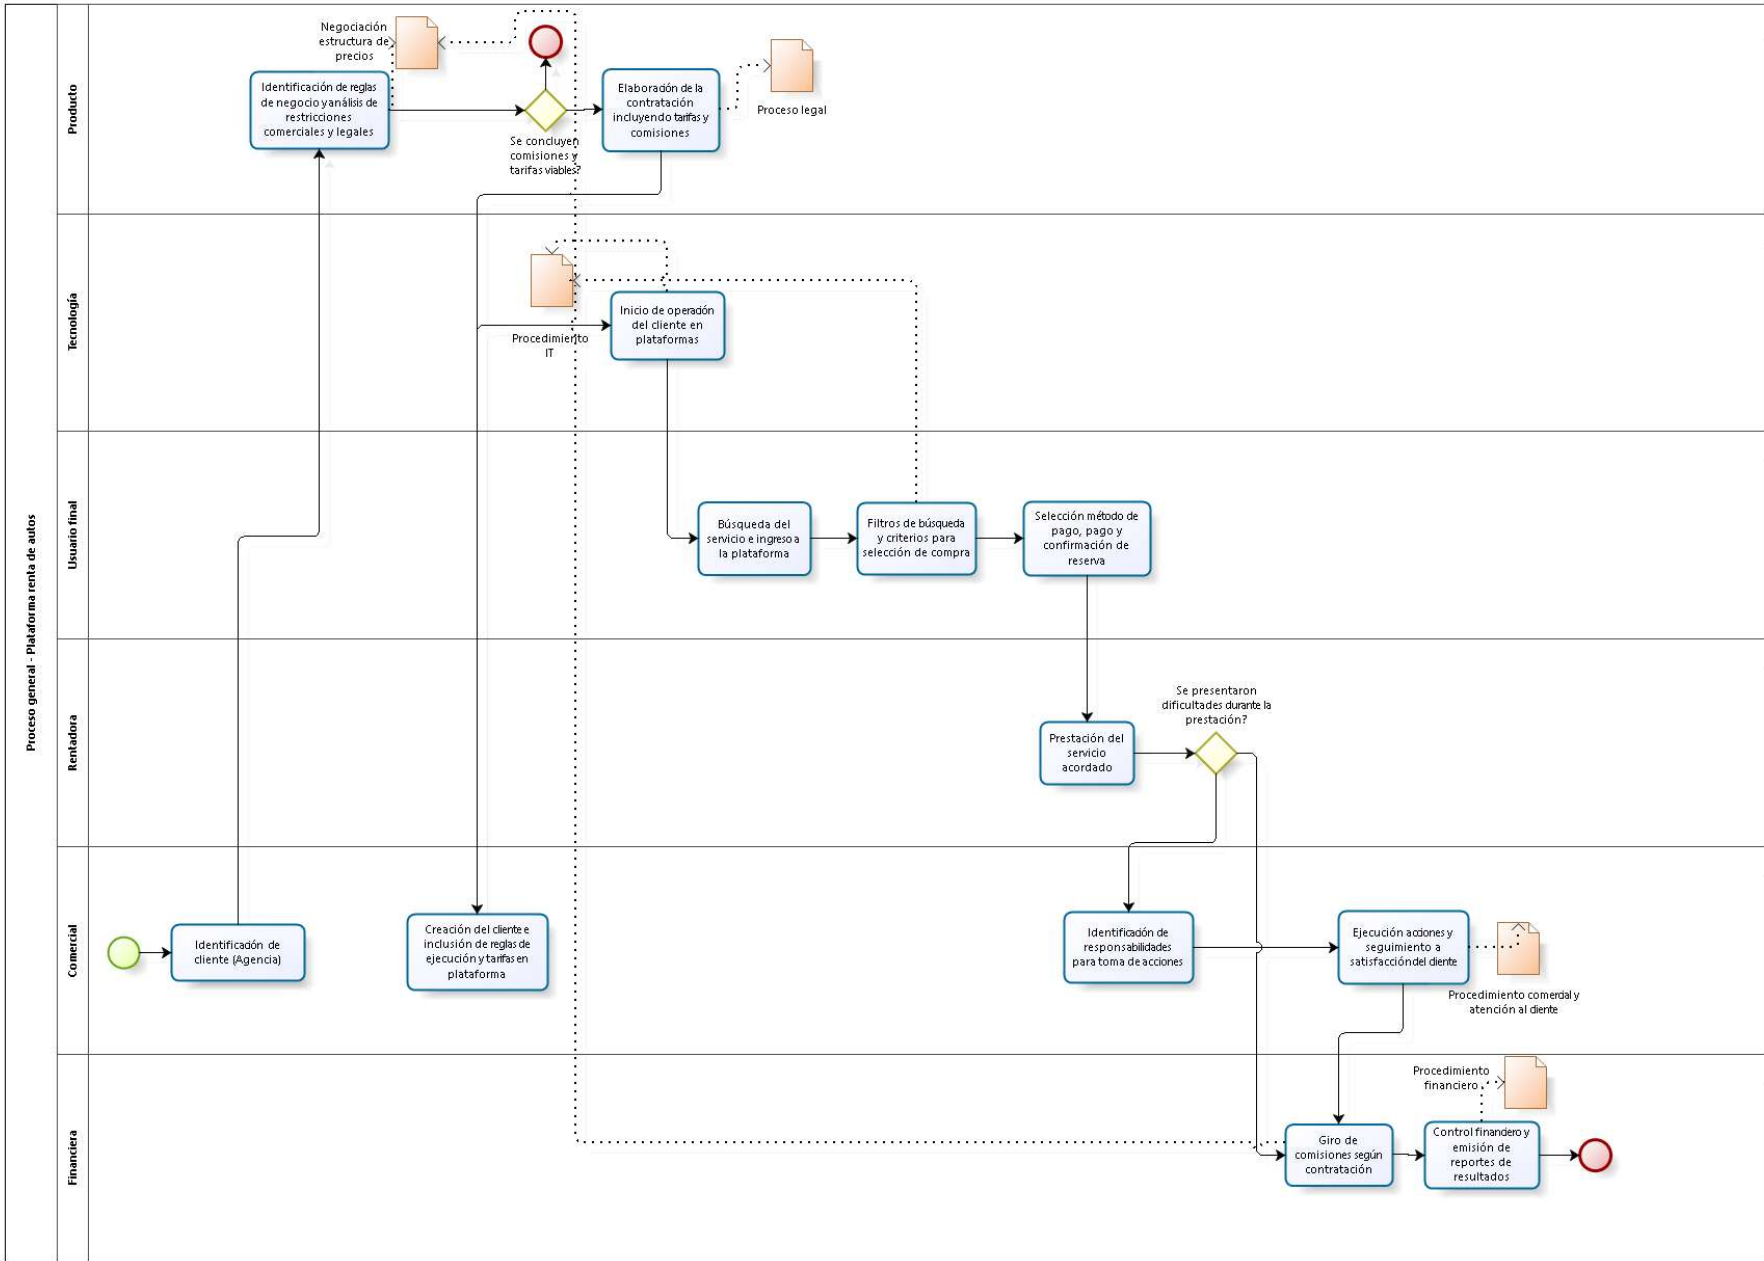 Proceso general - Plataforma renta de autos
Producto
Negociación
estructura de
precios
Identificación de reglas
de negocio y análisis de
restricciones
comerciales y legales
Se concluyen
comisiones y
tarifas viables?
Elaboración de la
contratación
incluyendo tarifas y
comisiones
Proceso legal
Tecnología
Procedimiento
IT
Inicio de operación
del cliente en
plataformas
Usuario final
Búsqueda del
servicio e ingreso a
la plataforma
Filtros de búsqueda
y criterios para
selección de compra
Selección método de
pago, pago y
confirmación de
reserva
Rentadora
Prestación del
servicio
acordado
Se presentaron
dificultades durante la
prestación?
Comercial
Identificación de
cliente (Agencia)
Creación del cliente e
inclusión de reglas de
ejecución y tarifas en
plataforma
Identificación de
responsabilidades
para toma de acciones
Ejecución acciones y
seguimiento a
satisfacción del cliente
Procedimiento comercial y
atención al cliente
Financiera
Giro de
comisiones según
contratación
Procedimiento
financiero
Control financiero y
emisión de
reportes de
resultados